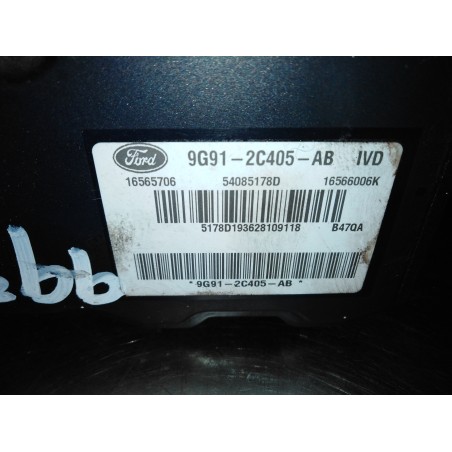 Ford 9G91-2C405-AB IVD
16565706 54085178D 16566006K
5178D193628109118 B47QA
* 9G91-2C405-AB *